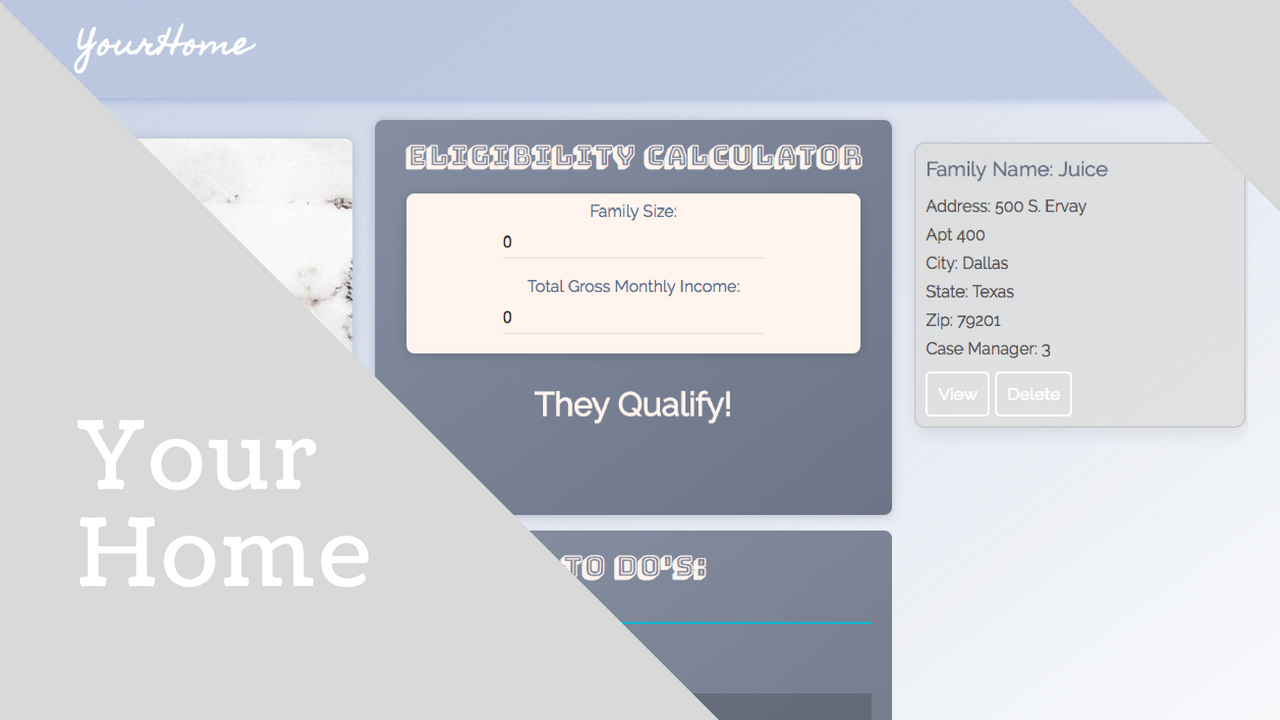 YourHome
ELIGIBILITY CALCULATOR
Family Size:
0
Total Gross Monthly Income:
0
They Qualify!
TO DO'S:
Family Name: Juice
Address: 500 S. Ervay
Apt 400
City: Dallas
State: Texas
Zip: 79201
Case Manager: 3
View Delete
Your
Home